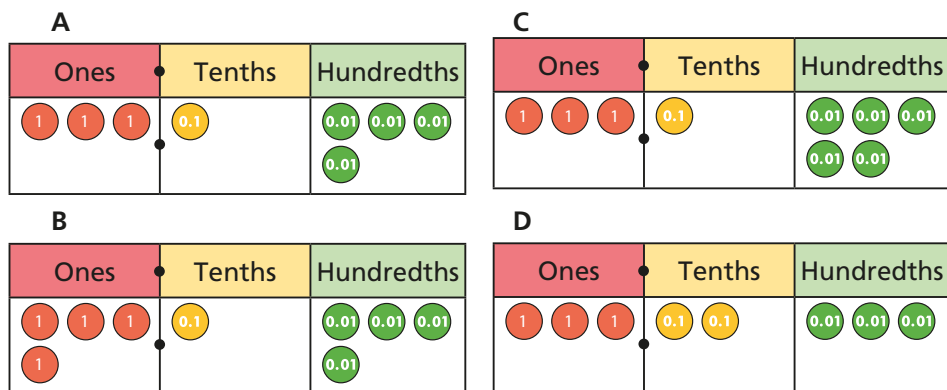 A
Ones Tenths Hundredths
1 1 1 0.1 0.01 0.01 0.01
0.01
B
Ones Tenths Hundredths
1 1 1 0.1 0.01 0.01 0.01
1 0.01
C
Ones Tenths Hundredths
1 1 1 0.1 0.01 0.01 0.01
0.01 0.01
D
Ones Tenths Hundredths
1 1 1 0.1 0.1 0.01 0.01 0.01